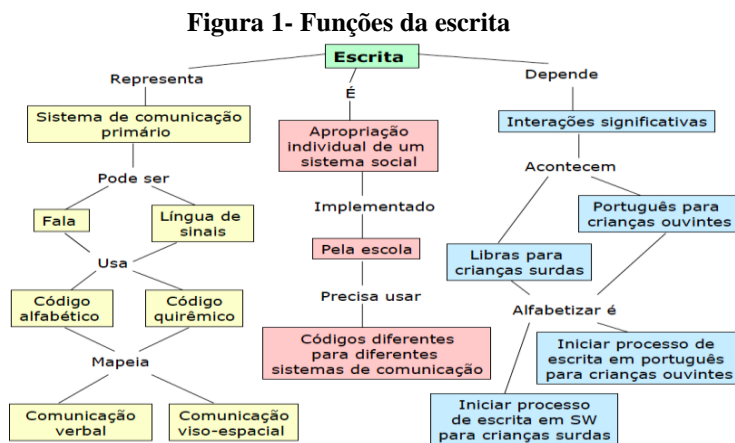 Figura 1- Funções da escrita
Escrita
Representa
É
Depende
Sistema de comunicação
primário
Apropriação
individual de um
sistema social
Interações significativas
Pode ser
Acontecem
Fala
Língua de
sinais
Implementado
Português para
crianças ouvintes
Usa
Pela escola
Libras para
crianças surdas
Código
alfabético
Código
quirêmico
Precisa usar
Alfabetizar é
Mapeia
Códigos diferentes
para diferentes
sistemas de comunicação
Iniciar processo de
escrita em português
para crianças ouvintes
Comunicação
verbal
Comunicação
viso-espacial
Iniciar processo
de escrita em SW
para crianças surdas